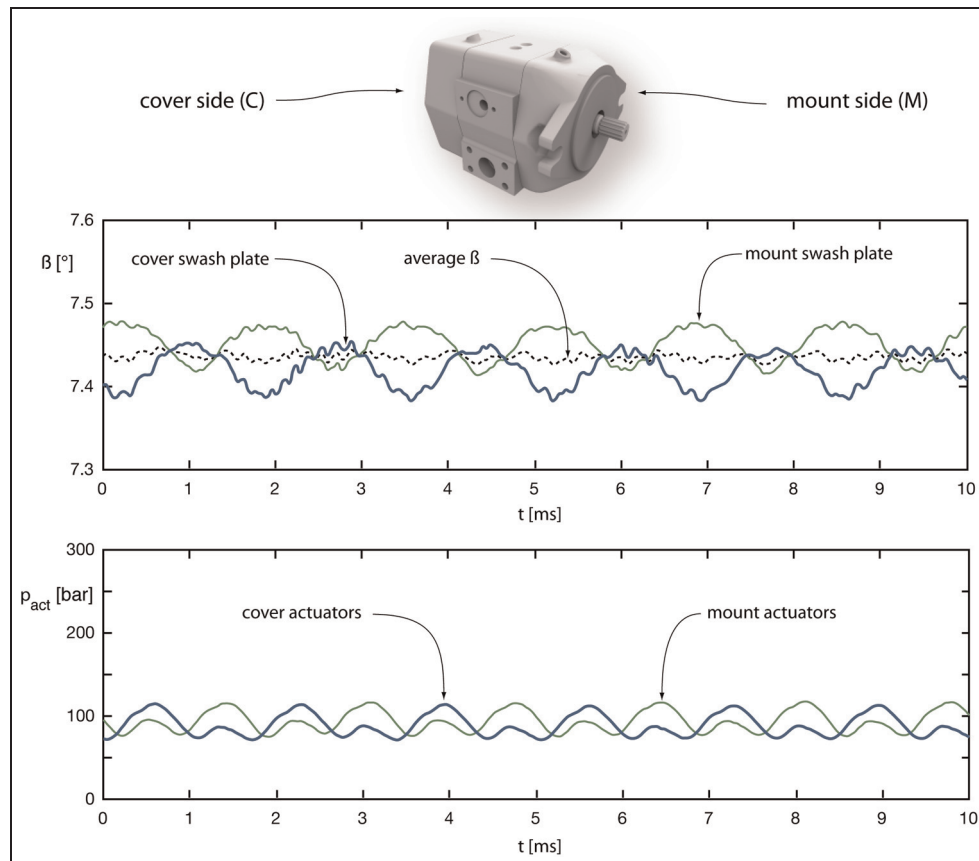 cover side (C)
mount side (M)
7.6
ß [°]
7.5
7.4
7.3
cover swash plate
average ß
mount swash plate
0 1 2 3 4 5 6 7 8 9 10
t [ms]
300
pact [bar]
200
100
0
cover actuators
mount actuators
0 1 2 3 4 5 6 7 8 9 10
t [ms]